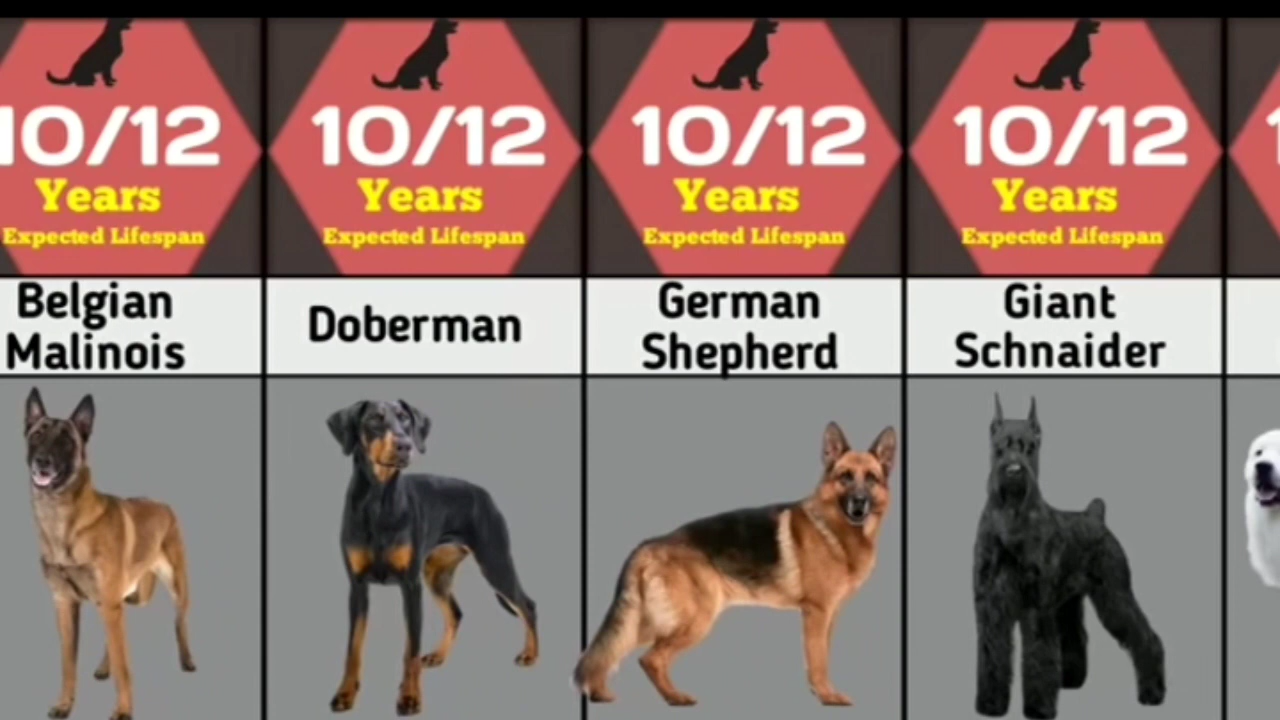 10/12
Years
Expected Lifespan
Belgian
Malinois
10/12
Years
Expected Lifespan
Doberman
10/12
Years
Expected Lifespan
German
Shepherd
10/12
Years
Expected Lifespan
Giant
Schnaider